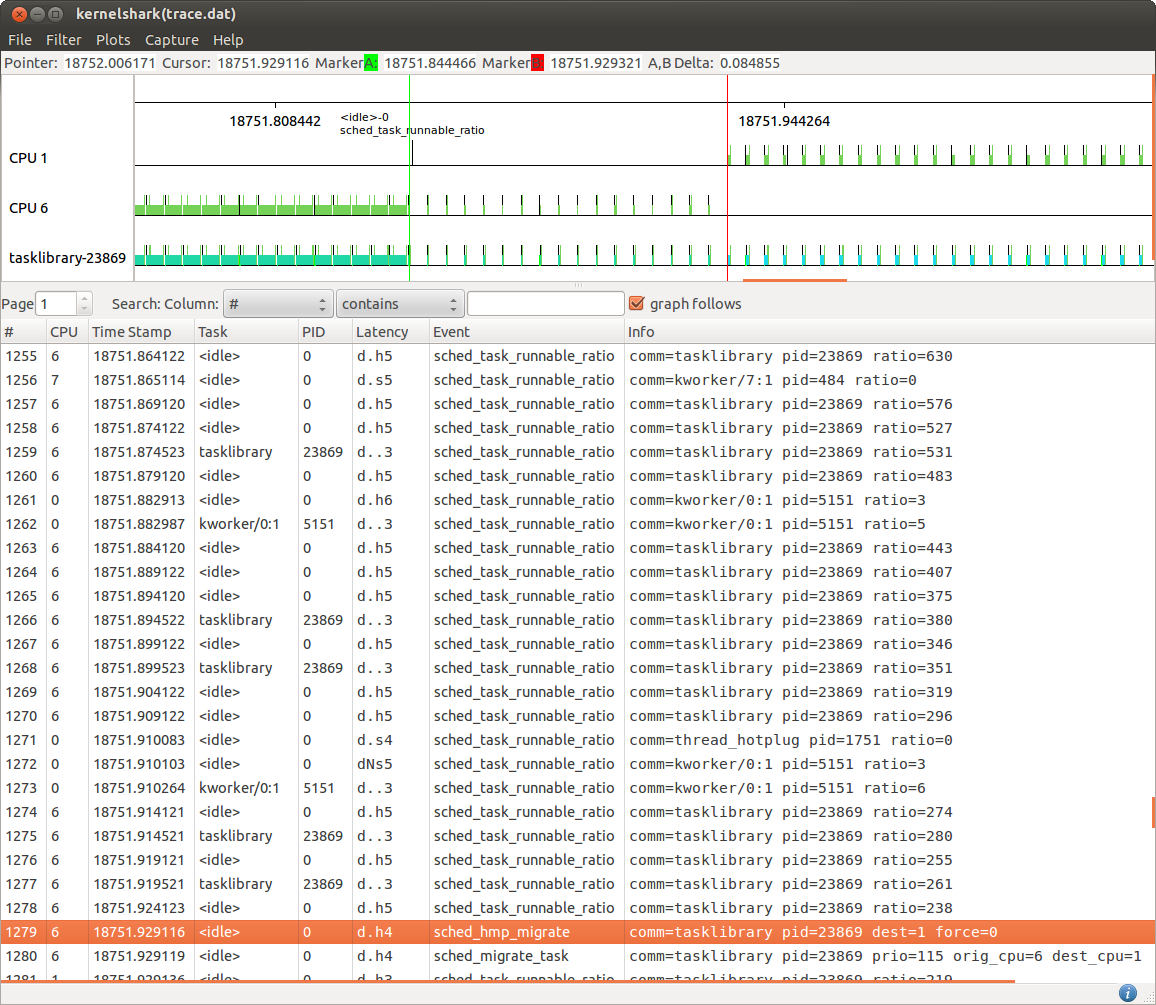 kernelshark(trace.dat)
File Filter Plots Capture Help
Pointer: 18752.006171 Cursor: 18751.929116 Marker A: 18751.844466 Marker B: 18751.929321 A,B Delta: 0.084855
18751.808442 <idle>-0 18751.944264
sched_task_runnable_ratio
CPU 1
CPU 6
tasklibrary-23869
Page 1 Search: Column: # contains graph follows
# CPU Time Stamp Task PID Latency Event Info
1255 6 18751.864122 <idle> 0 d.h5 sched_task_runnable_ratio comm=tasklibrary pid=23869 ratio=630
1256 7 18751.865114 <idle> 0 d.s5 sched_task_runnable_ratio comm=kworker/7:1 pid=484 ratio=0
1257 6 18751.869120 <idle> 0 d.h5 sched_task_runnable_ratio comm=tasklibrary pid=23869 ratio=576
1258 6 18751.874122 <idle> 0 d.h5 sched_task_runnable_ratio comm=tasklibrary pid=23869 ratio=527
1259 6 18751.874523 tasklibrary 23869 d..3 sched_task_runnable_ratio comm=tasklibrary pid=23869 ratio=531
1260 6 18751.879120 <idle> 0 d.h5 sched_task_runnable_ratio comm=tasklibrary pid=23869 ratio=483
1261 0 18751.882913 <idle> 0 d.h6 sched_task_runnable_ratio comm=kworker/0:1 pid=5151 ratio=3
1262 0 18751.882987 kworker/0:1 5151 d..3 sched_task_runnable_ratio comm=kworker/0:1 pid=5151 ratio=5
1263 6 18751.884120 <idle> 0 d.h5 sched_task_runnable_ratio comm=tasklibrary pid=23869 ratio=443
1264 6 18751.889122 <idle> 0 d.h5 sched_task_runnable_ratio comm=tasklibrary pid=23869 ratio=407
1265 6 18751.894120 <idle> 0 d.h5 sched_task_runnable_ratio comm=tasklibrary pid=23869 ratio=375
1266 6 18751.894522 tasklibrary 23869 d..3 sched_task_runnable_ratio comm=tasklibrary pid=23869 ratio=380
1267 6 18751.899122 <idle> 0 d.h5 sched_task_runnable_ratio comm=tasklibrary pid=23869 ratio=346
1268 6 18751.899523 tasklibrary 23869 d..3 sched_task_runnable_ratio comm=tasklibrary pid=23869 ratio=351
1269 6 18751.904122 <idle> 0 d.h5 sched_task_runnable_ratio comm=tasklibrary pid=23869 ratio=319
1270 6 18751.909122 <idle> 0 d.h5 sched_task_runnable_ratio comm=tasklibrary pid=23869 ratio=296
1271 0 18751.910083 <idle> 0 d.s4 sched_task_runnable_ratio comm=thread_hotplug pid=1751 ratio=0
1272 0 18751.910103 <idle> 0 dNs5 sched_task_runnable_ratio comm=kworker/0:1 pid=5151 ratio=3
1273 0 18751.910264 kworker/0:1 5151 d..3 sched_task_runnable_ratio comm=kworker/0:1 pid=5151 ratio=6
1274 6 18751.914121 <idle> 0 d.h5 sched_task_runnable_ratio comm=tasklibrary pid=23869 ratio=274
1275 6 18751.914521 tasklibrary 23869 d..3 sched_task_runnable_ratio comm=tasklibrary pid=23869 ratio=280
1276 6 18751.919121 <idle> 0 d.h5 sched_task_runnable_ratio comm=tasklibrary pid=23869 ratio=255
1277 6 18751.919521 tasklibrary 23869 d..3 sched_task_runnable_ratio comm=tasklibrary pid=23869 ratio=261
1278 6 18751.924123 <idle> 0 d.h5 sched_task_runnable_ratio comm=tasklibrary pid=23869 ratio=238
1279 6 18751.929116 <idle> 0 d.h4 sched_hmp_migrate comm=tasklibrary pid=23869 dest=1 force=0
1280 6 18751.929119 <idle> 0 d.h4 sched_migrate_task comm=tasklibrary pid=23869 prio=115 orig_cpu=6 dest_cpu=1
1281 1 18751.929136 <idle> 0 d.h3 sched_task_runnable_ratio comm=tasklibrary pid=23869 ratio=219